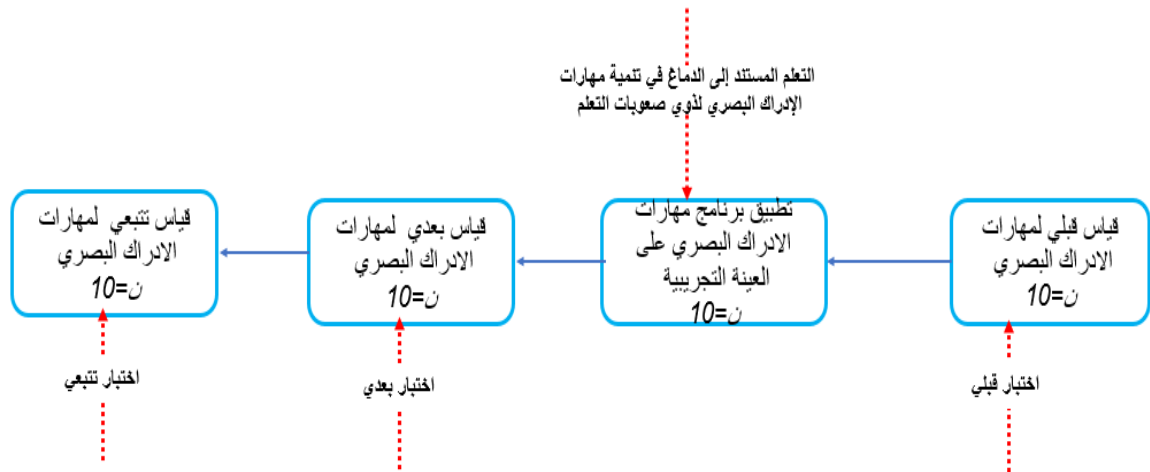 التعلم المستند إلى الدماغ في تنمية مهارات
الإدراك البصري لذوي صعوبات التعلم
قياس قبلي لمهارات
الادراك البصري
ن=10
تطبيق برنامج مهارات
الادراك البصري على
العينة التجريبية
ن=10
قياس بعدي لمهارات
الادراك البصري
ن=10
قياس تتبعي لمهارات
الادراك البصري
ن=10
اختبار قبلي
اختبار بعدي
اختبار تتبعي